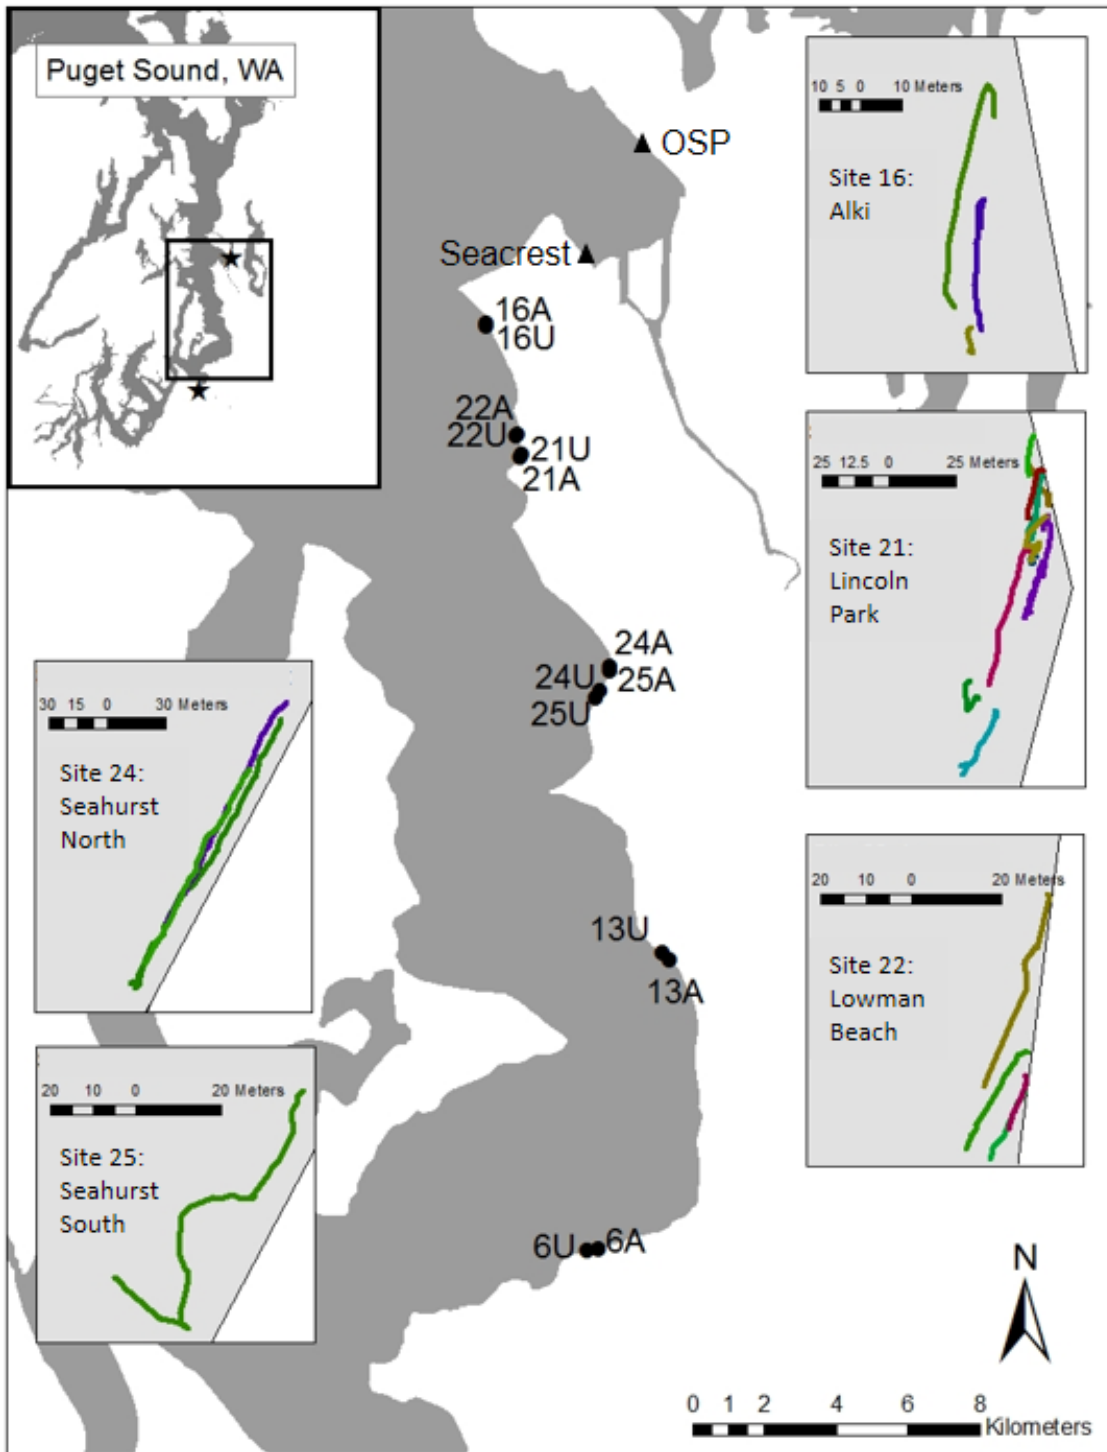 Puget Sound, WA
OSP
Seacrest
16A
16U
22A
22U
21U
21A
24A
24U
25A
25U
13U
13A
6U
6A
10 5 0 10 Meters
Site 16:
Alki
25 12.5 0 25 Meters
Site 21:
Lincoln
Park
30 15 0 30 Meters
Site 24:
Seahurst
North
20 10 0 20 Meters
Site 22:
Lowman
Beach
20 10 0 20 Meters
Site 25:
Seahurst
South
N
0 1 2 4 6 8
Kilometers